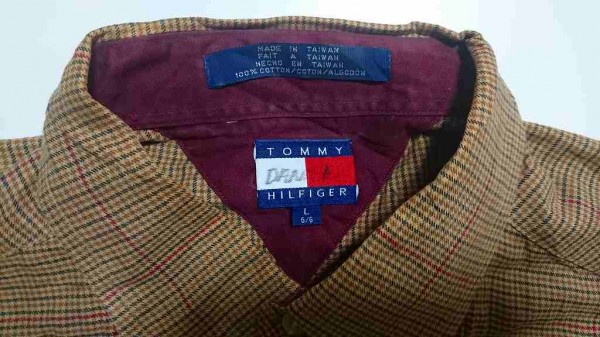 MADE IN TAIWAN
FAIT A TAIWAN
HECHO EN TAIWAN
100% COTTON/COTON/ALGODON
TOMMY
HILFIGER
L
G/G